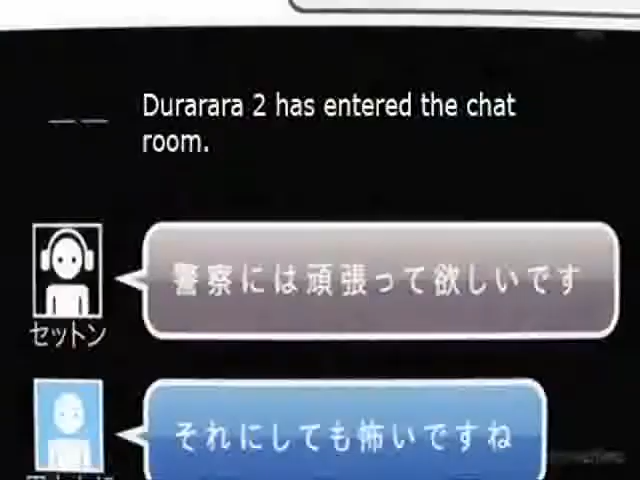 Durarara 2 has entered the chat
room.
警察には頑張って欲しいです
セットン
それにしても怖いですね